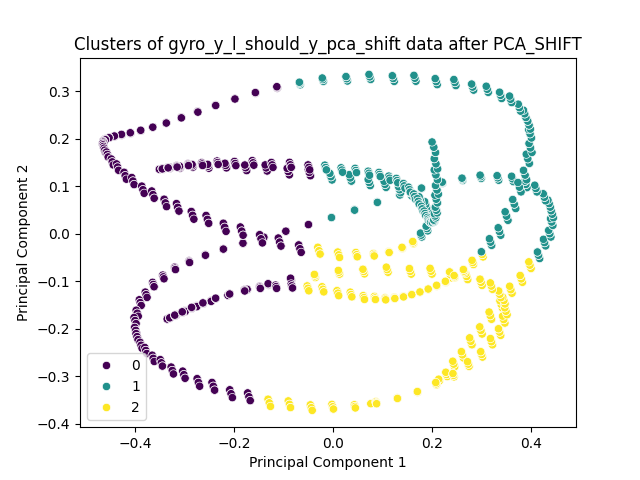 Clusters of gyro_y_l_should_y_pca_shift data after PCA_SHIFT
Principal Component 2
0.3
0.2
0.1
0.0
−0.1
−0.2
−0.3
−0.4
0
1
2
−0.4 −0.2 0.0 0.2 0.4
Principal Component 1